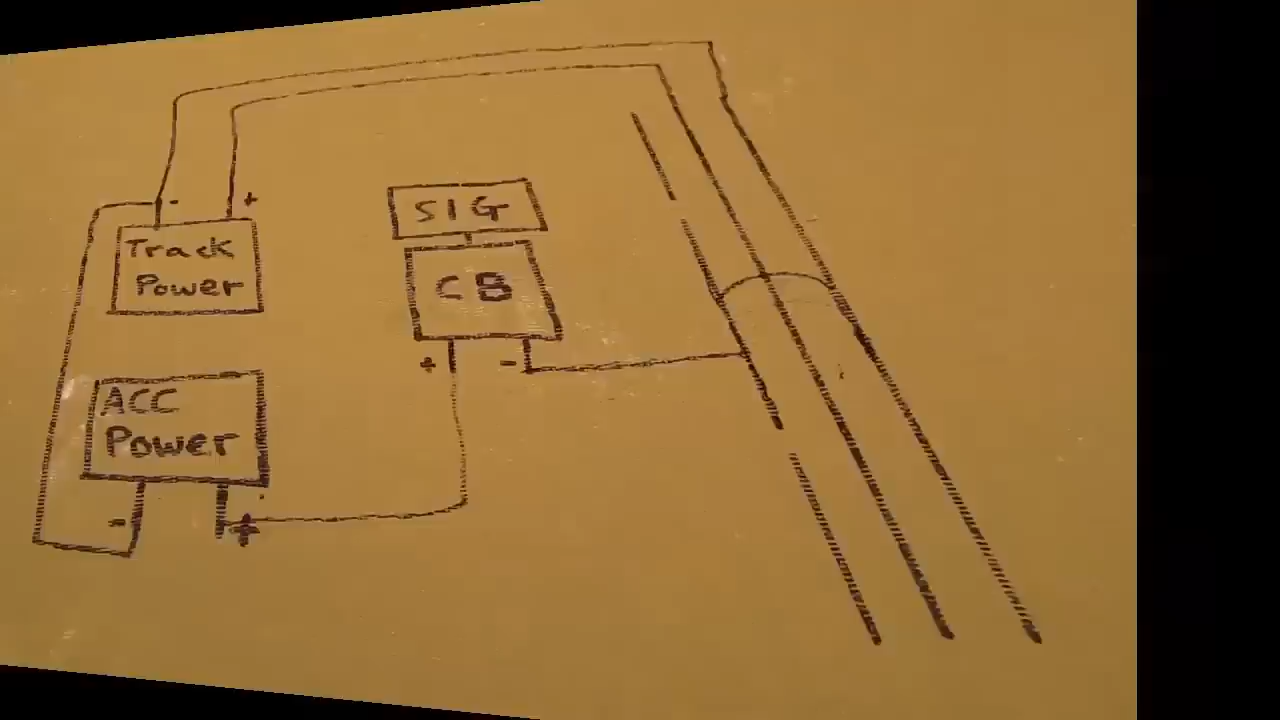 - +
Track
Power
SIG
CB
+ -
ACC
Power
- +